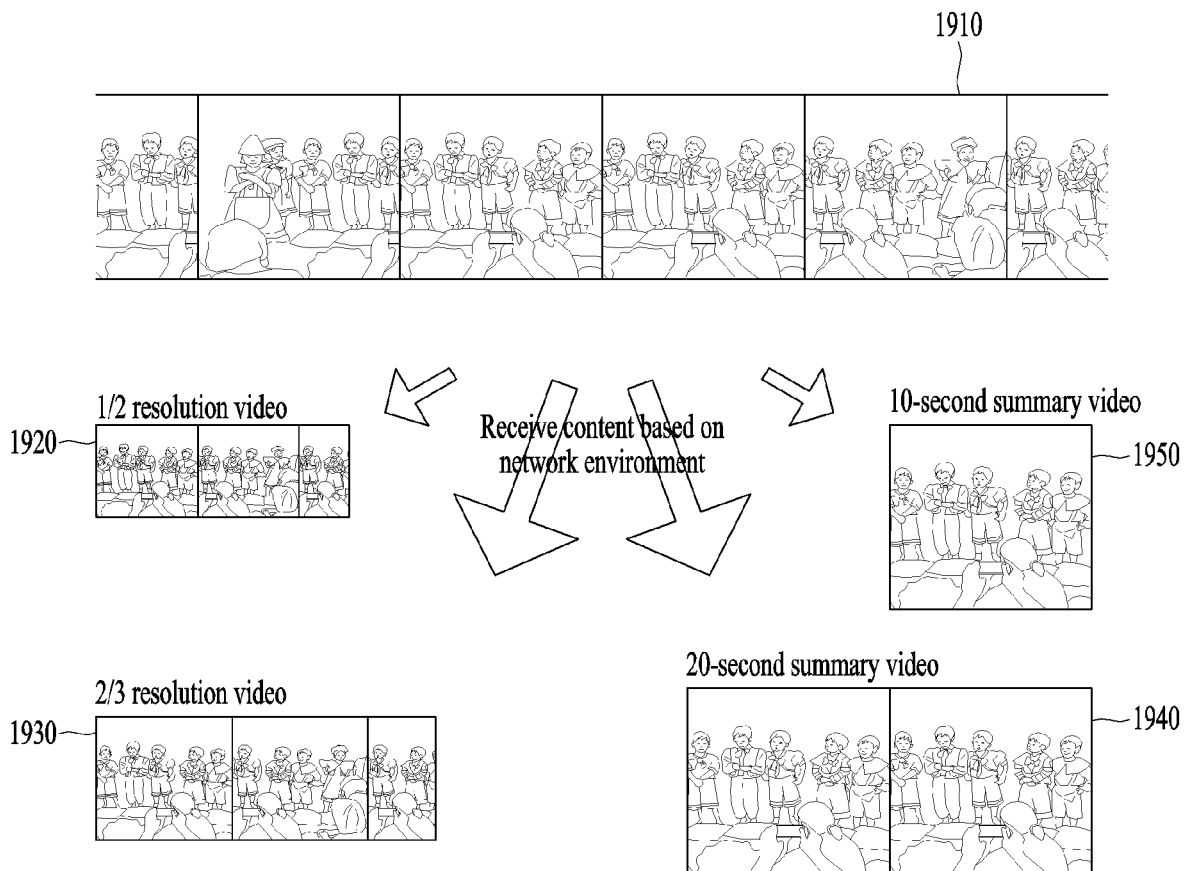 1910
1/2 resolution video
1920
Receive content based on
network environment
10-second summary video
1950
2/3 resolution video
1930
20-second summary video
1940